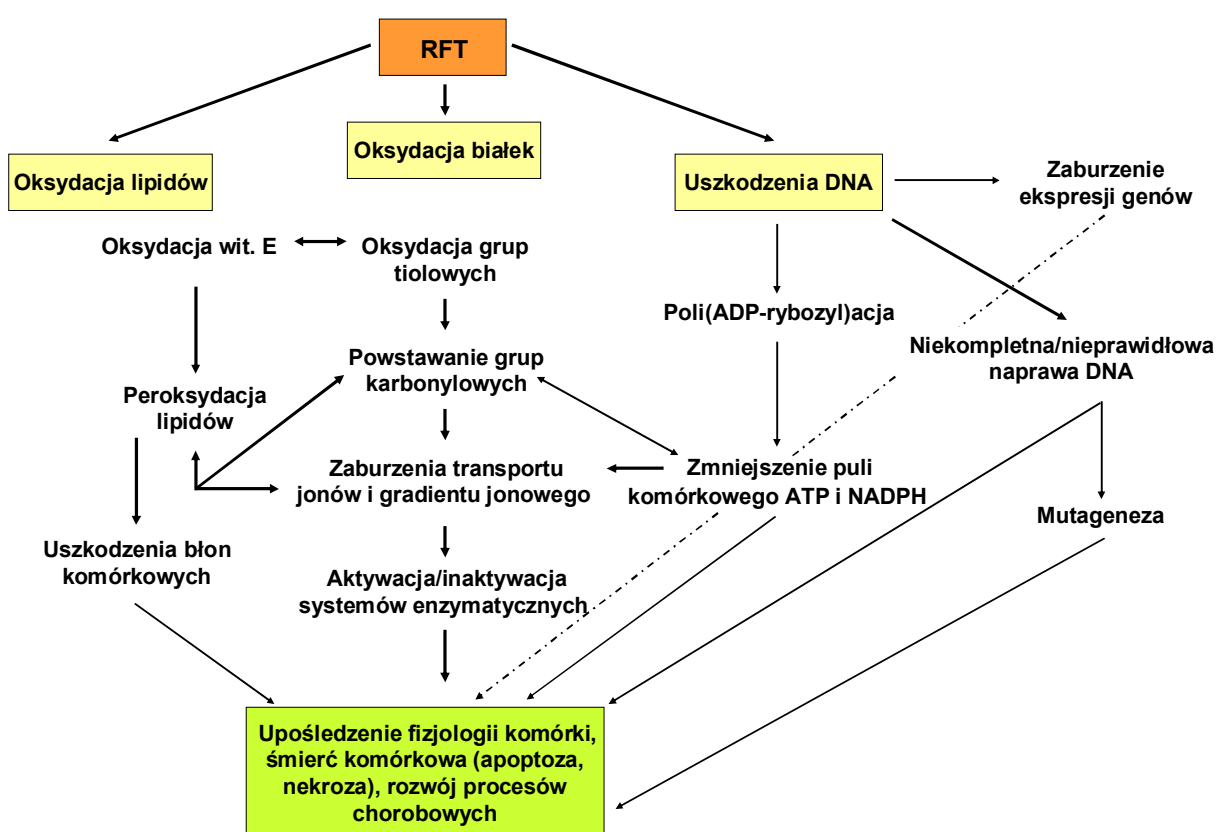 RFT
Oksydacja białek
Oksydacja lipidów
Uszkodzenia DNA
Zaburzenie
ekspresji genów
Oksydacja wit. E
Oksydacja grup
tiolowych
Poli(ADP-rybozyl)acja
Niekompletna/nieprawidłowa
naprawa DNA
Powstawanie grup
karbonylowych
Peroksydacja
lipidów
Zaburzenia transportu
jonów i gradientu jonowego
Zmniejszenie puli
komórkowego ATP i NADPH
Mutageneza
Uszkodzenia błon
komórkowych
Aktywacja/inaktywacja
systemów enzymatycznych
Upośledzenie fizjologii komórki,
śmierć komórkowa (apoptoza,
nekroza), rozwój procesów
chorobowych